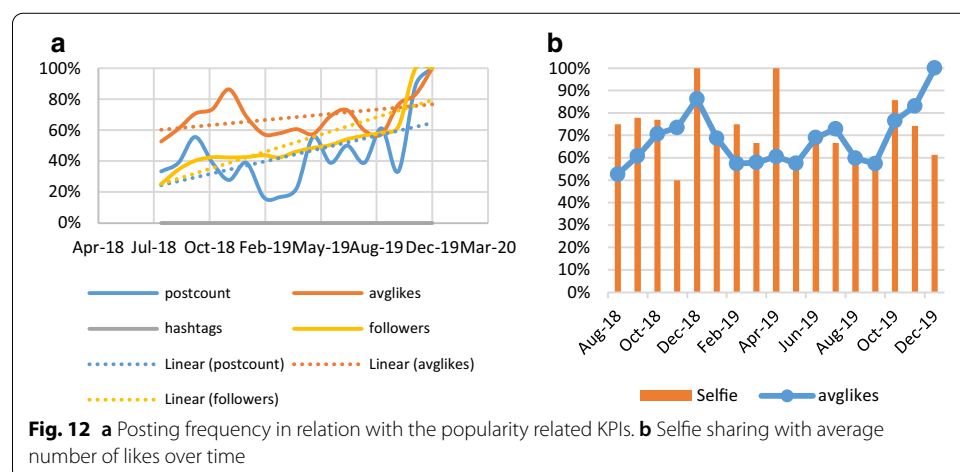 a
100%
80%
60%
40%
20%
0%
Apr-18 Jul-18 Oct-18 Feb-19 May-19 Aug-19 Dec-19 Mar-20
postcount avglikes
hashtags followers
Linear (postcount) Linear (avglikes)
Linear (followers)
b
100%
90%
80%
70%
60%
50%
40%
30%
20%
10%
0%
Aug-18 Oct-18 Dec-18 Feb-19 Apr-19 Jun-19 Aug-19 Oct-19 Dec-19
Selfie avglikes
Fig. 12 a Posting frequency in relation with the popularity related KPIs. b Selfie sharing with average
number of likes over time